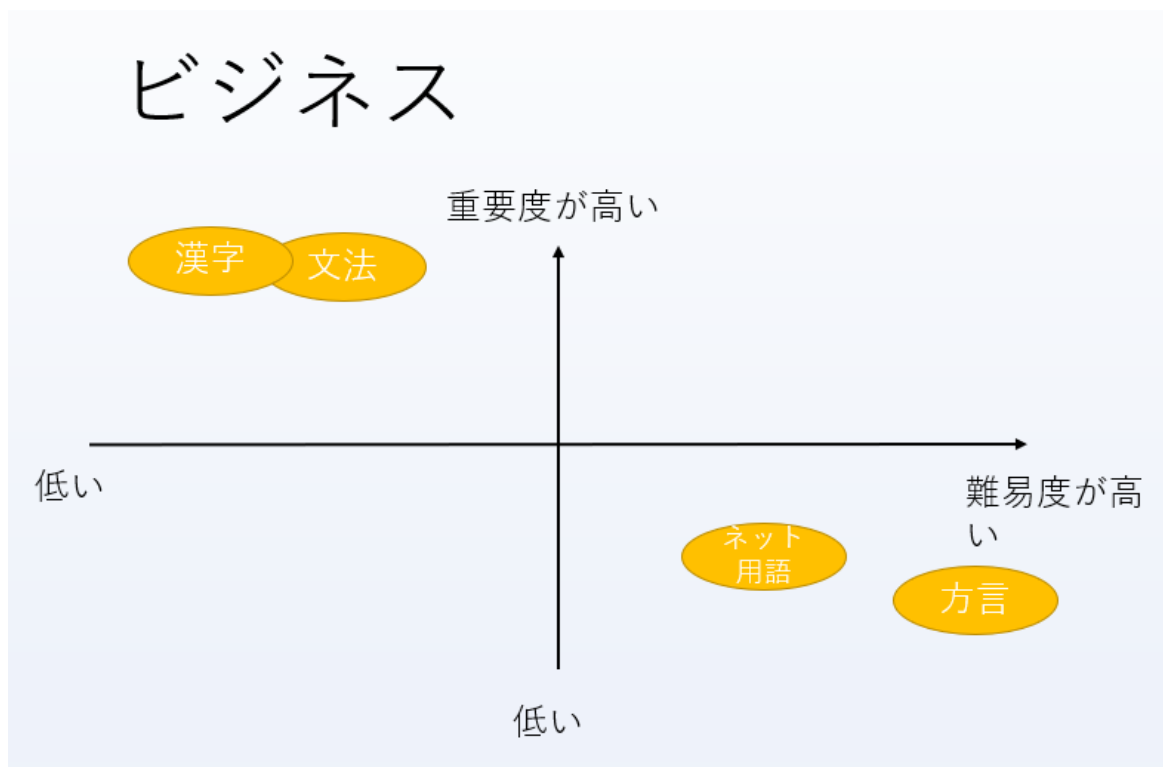 ビジネス
重要度が高い
漢字
文法
低い
難易度が高
い
ネット
用語
方言
低い